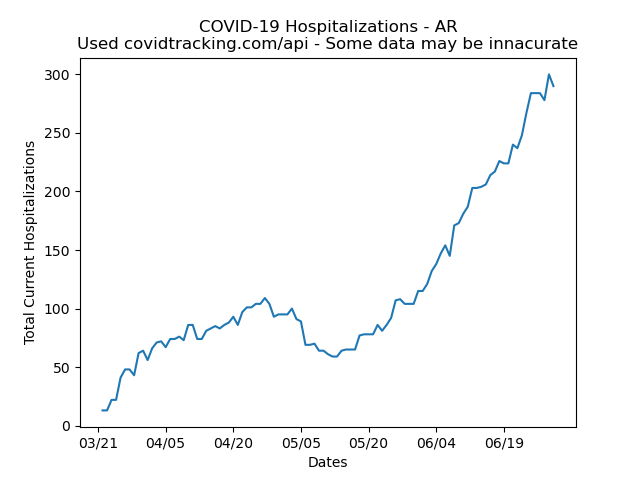 COVID-19 Hospitalizations - AR
Used covidtracking.com/api - Some data may be innacurate
300
250
200
150
100
50
0
Total Current Hospitalizations
03/21 04/05 04/20 05/05 05/20 06/04 06/19
Dates